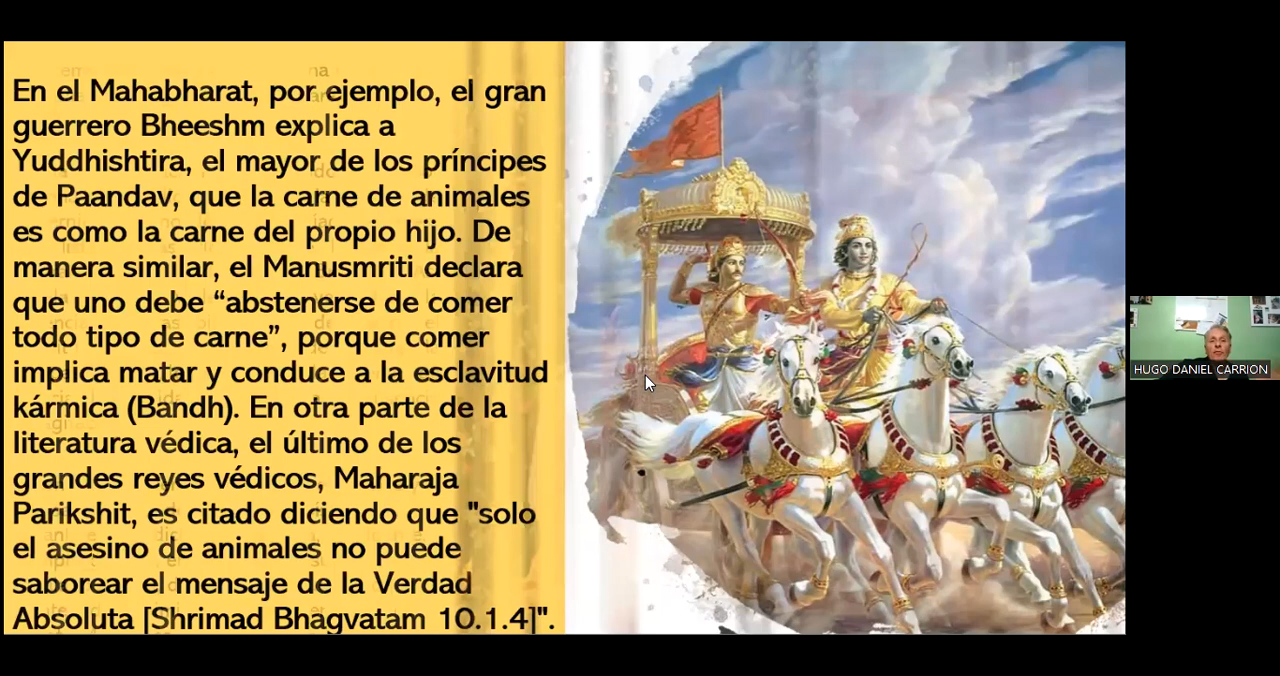 En el Mahabharat, por ejemplo, el gran
guerrero Bheeshm explica a
Yuddhishtira, el mayor de los príncipes
de Paandav, que la carne de animales
es como la carne del propio hijo. De
manera similar, el Manusmriti declara
que uno debe “abstenerse de comer
todo tipo de carne”, porque comer
implica matar y conduce a la esclavitud
kármica (Bandh). En otra parte de la
literatura védica, el último de los
grandes reyes védicos, Maharaja
Parikshit, es citado diciendo que "solo
el asesino de animales no puede
saborear el mensaje de la Verdad
Absoluta [Shrimad Bhagvatam 10.1.4]".
HUGO DANIEL CARRION